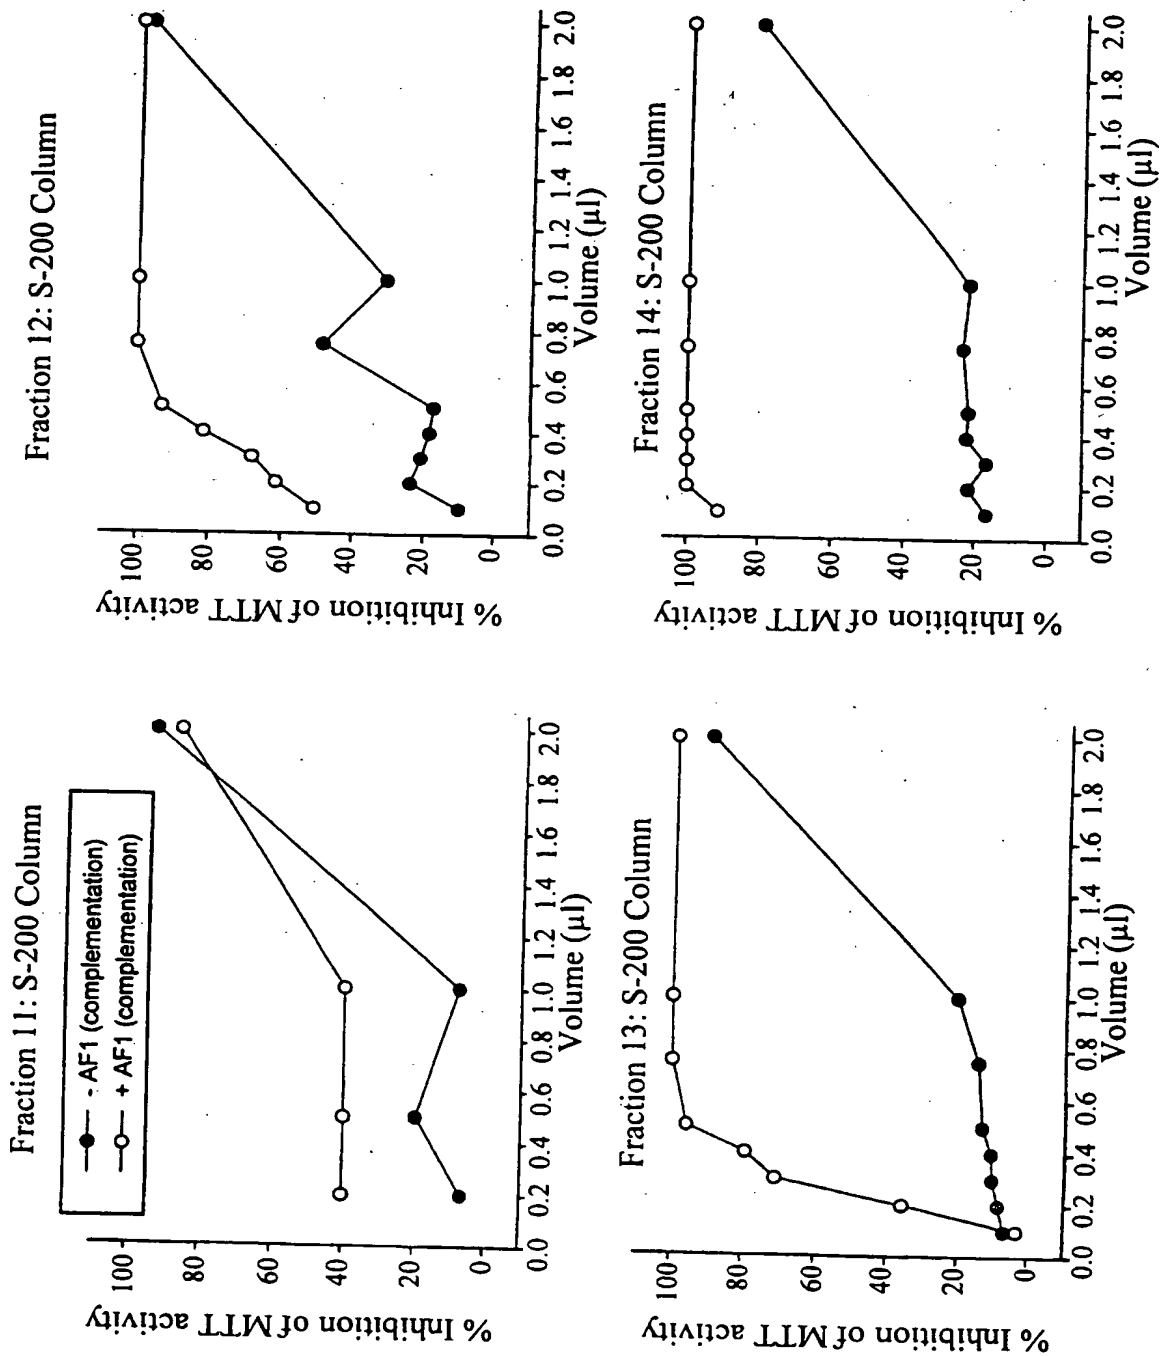 Fraction 11: S-200 Column
- AF1 (complementation)
+ AF1 (complementation)
% Inhibition of MTT activity
100
80
60
40
20
0
0.0 0.2 0.4 0.6 0.8 1.0 1.2 1.4 1.6 1.8 2.0
Volume (µl)
Fraction 12: S-200 Column
% Inhibition of MTT activity
100
80
60
40
20
0
0.0 0.2 0.4 0.6 0.8 1.0 1.2 1.4 1.6 1.8 2.0
Volume (µl)
Fraction 13: S-200 Column
% Inhibition of MTT activity
100
80
60
40
20
0
0.0 0.2 0.4 0.6 0.8 1.0 1.2 1.4 1.6 1.8 2.0
Volume (µl)
Fraction 14: S-200 Column
% Inhibition of MTT activity
100
80
60
40
20
0
0.0 0.2 0.4 0.6 0.8 1.0 1.2 1.4 1.6 1.8 2.0
Volume (µl)